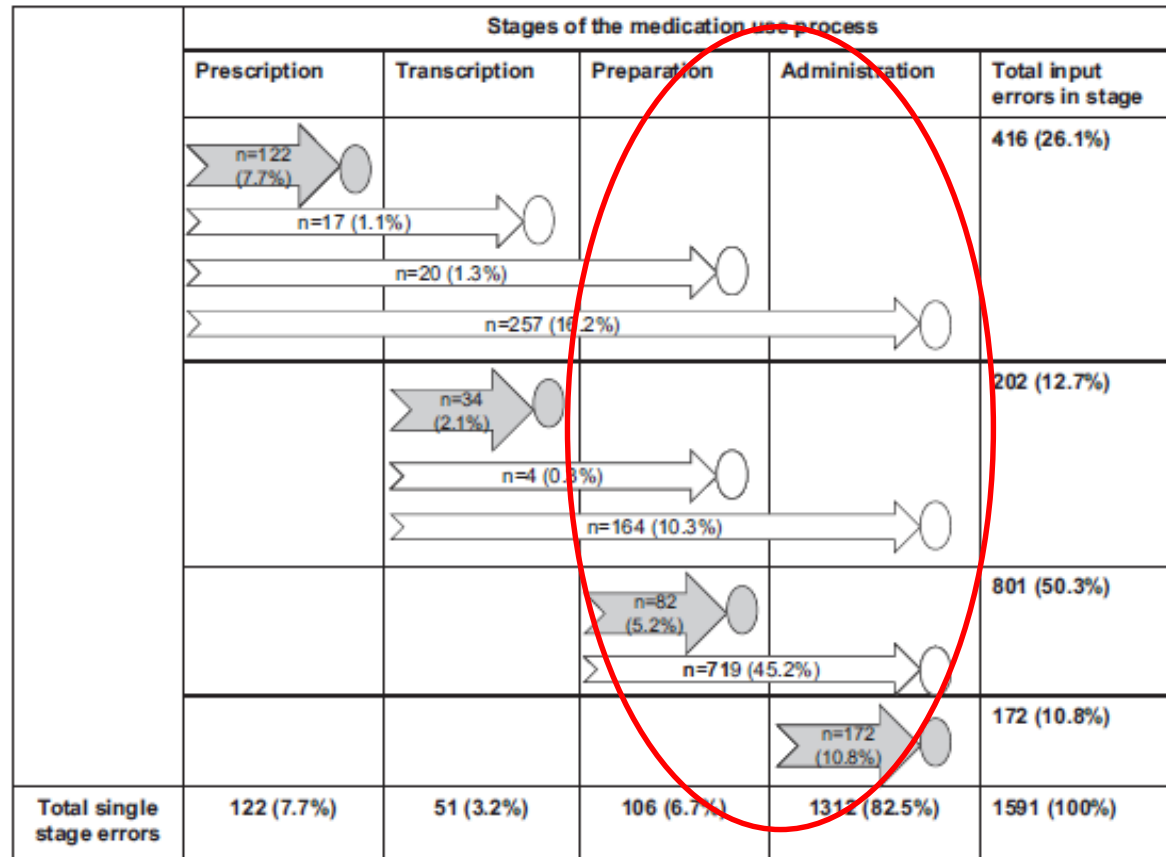 Stages of the medication use process
Prescription Transcription Preparation Administration Total input
errors in stage
n=122
(7.7%)
416 (26.1%)
n=17 (1.1%)
n=20 (1.3%)
n=257 (16.2%)
n=34
(2.1%)
202 (12.7%)
n=4 (0.3%)
n=164 (10.3%)
n=82
(5.2%)
801 (50.3%)
n=719 (45.2%)
n=172
(10.8%)
172 (10.8%)
Total single
stage errors
122 (7.7%) 51 (3.2%) 106 (6.7%) 1312 (82.5%) 1591 (100%)